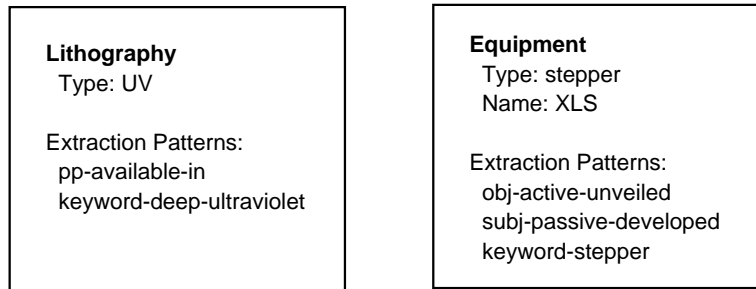 Lithography
Type: UV
Extraction Patterns:
pp-available-in
keyword-deep-ultraviolet
Equipment
Type: stepper
Name: XLS
Extraction Patterns:
obj-active-unveiled
subj-passive-developed
keyword-stepper